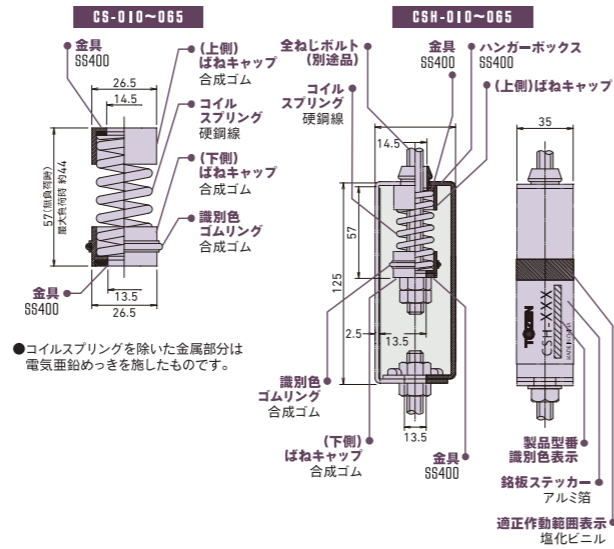 CS-010~065
金具
SS400
26.5
14.5
(上側)
ばねキャップ
合成ゴム
コイル
スプリング
硬鋼線
(下側)
ばねキャップ
合成ゴム
識別色
ゴムリング
合成ゴム
57(無負荷時)
最大負荷時 約44
金具
SS400
13.5
26.5
●コイルスプリングを除いた金属部分は
電気亜鉛めっきを施したものです。
CSH-010~065
全ねじボルト
(別途品)
金具
SS400
ハンガーボックス
SS400
コイル
スプリング
硬鋼線
(上側)ばねキャップ
14.5
35
57
125
2.5
13.5
13.5
識別色
ゴムリング
合成ゴム
(下側)
ばねキャップ
合成ゴム
金具
SS400
CSH-XXX
製品型番
識別色表示
銘板ステッカー
アルミ箔
適正作動範囲表示
塩化ビニル